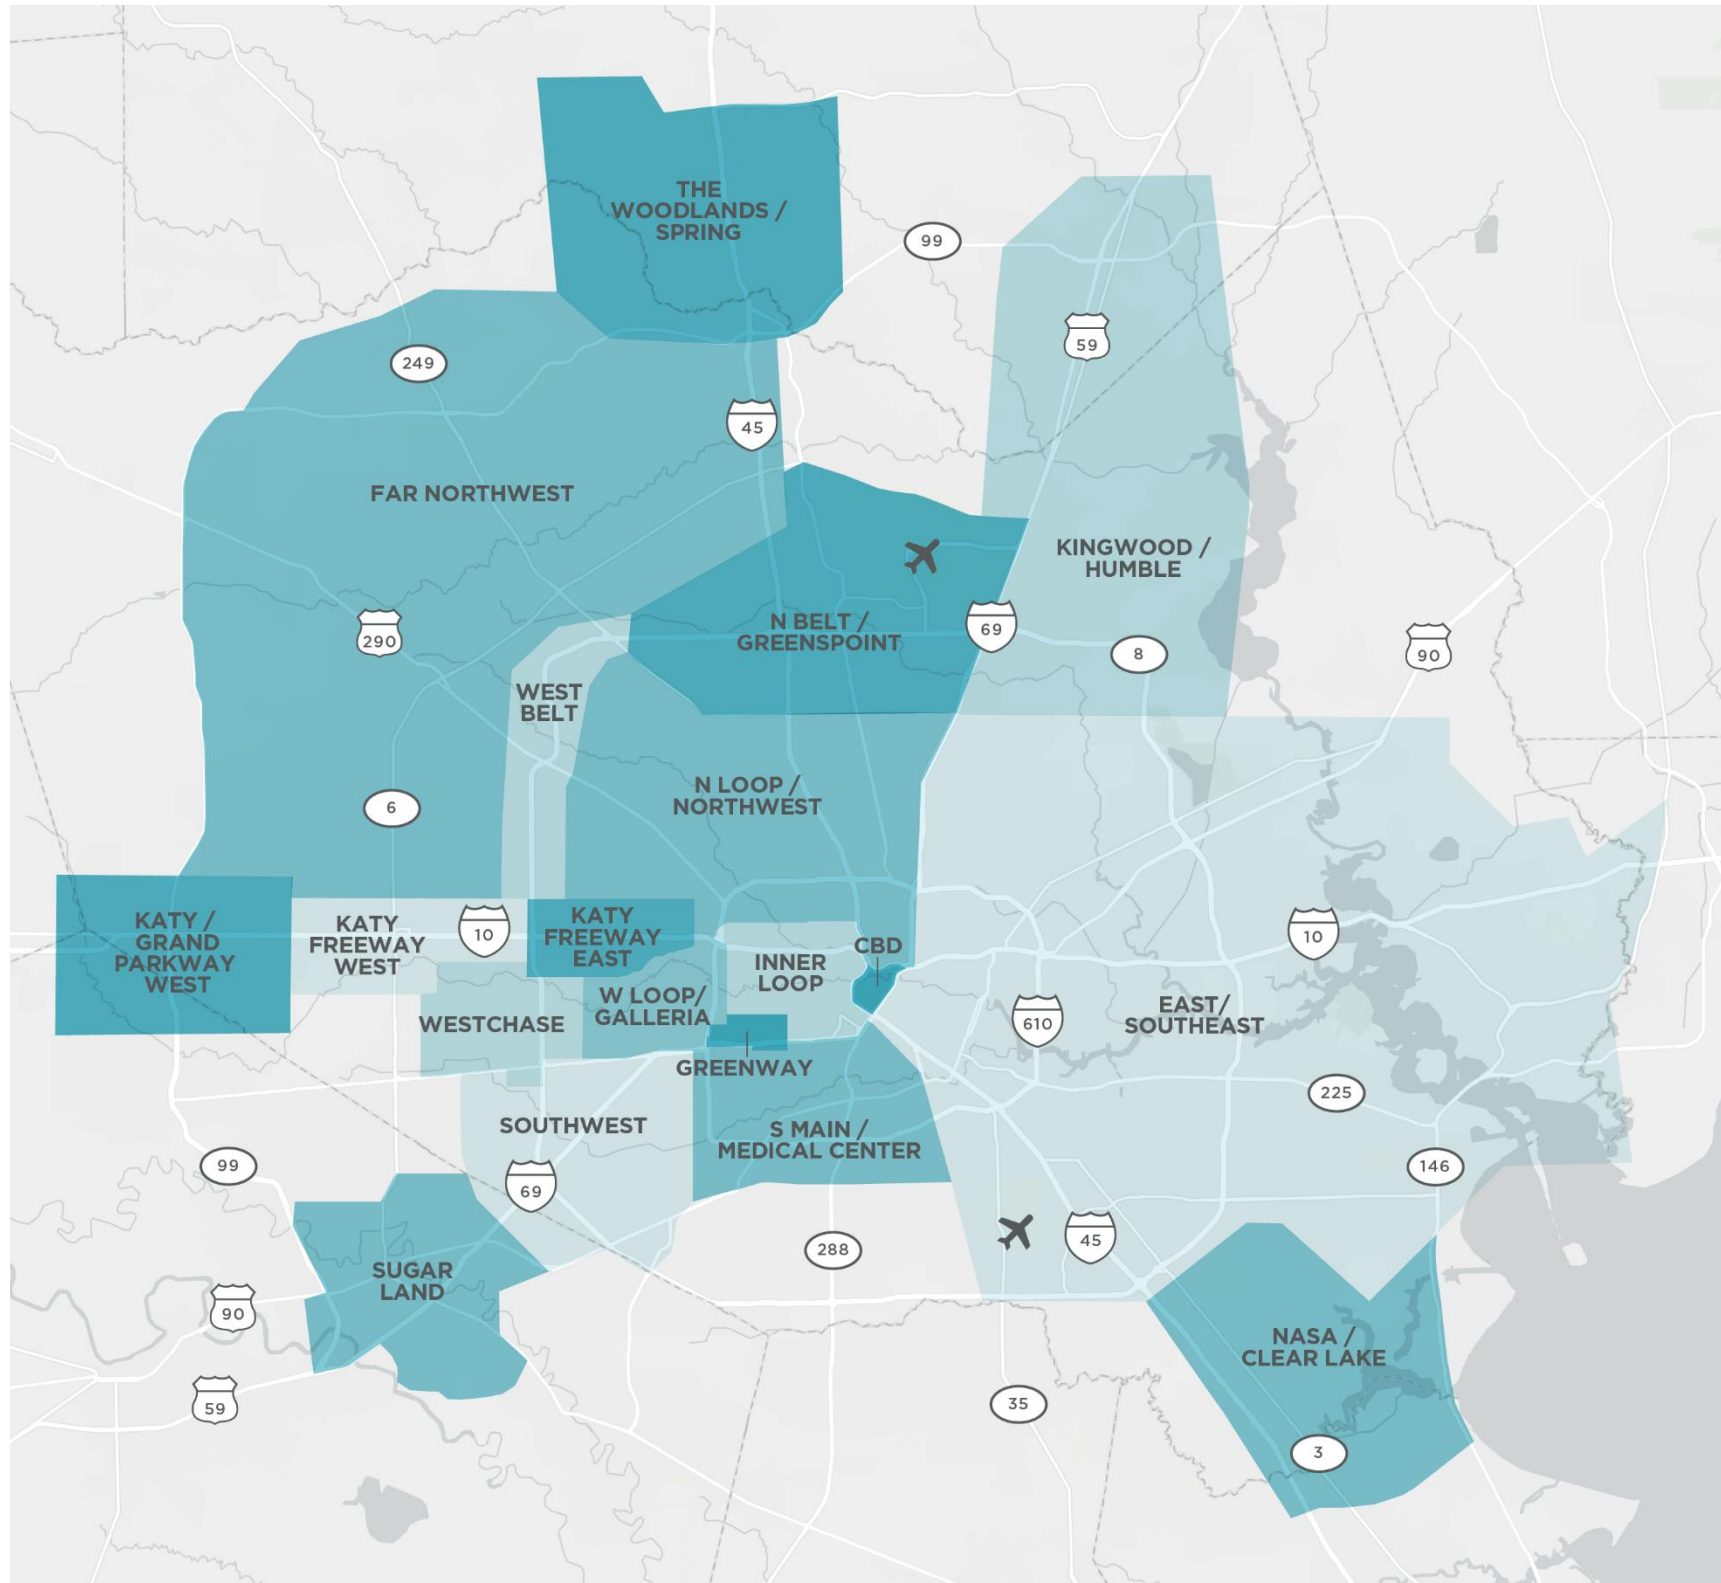 THE
WOODLANDS /
SPRING
99
59
249
45
FAR NORTHWEST
KINGWOOD /
HUMBLE
N BELT /
GREENSPOINT
69
290
8
90
WEST
BELT
N LOOP /
NORTHWEST
6
KATY /
GRAND
PARKWAY
WEST
KATY
FREEWAY
WEST
10
KATY
FREEWAY
EAST
INNER
LOOP
CBD
10
W LOOP/
GALLERIA
WESTCHASE
610
EAST/
SOUTHEAST
GREENWAY
225
SOUTHWEST
S MAIN /
MEDICAL CENTER
99
69
146
288
45
SUGAR
LAND
90
NASA /
CLEAR LAKE
59
35
3